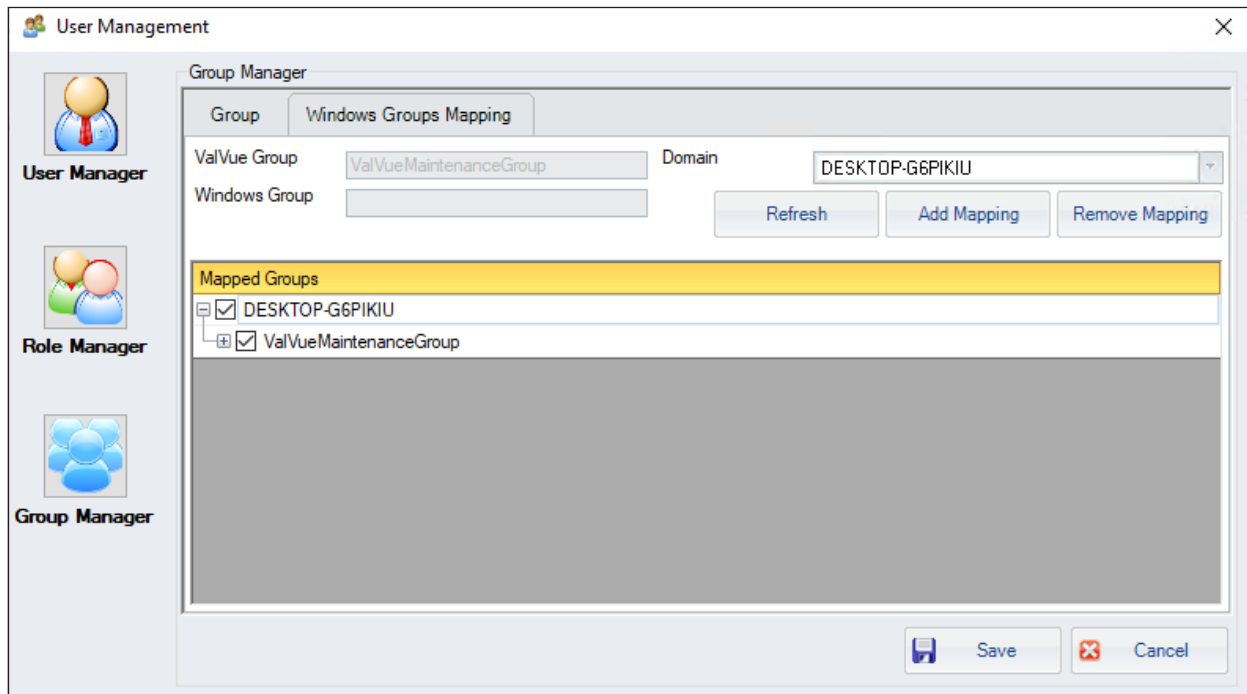 User Management
User Manager
Role Manager
Group Manager
Group Manager
Group
Windows Groups Mapping
ValVue Group
ValVueMaintenanceGroup
Domain
DESKTOP-G6PIKIU
Windows Group
Refresh
Add Mapping
Remove Mapping
Mapped Groups
DESKTOP-G6PIKIU
ValVueMaintenanceGroup
Save
Cancel